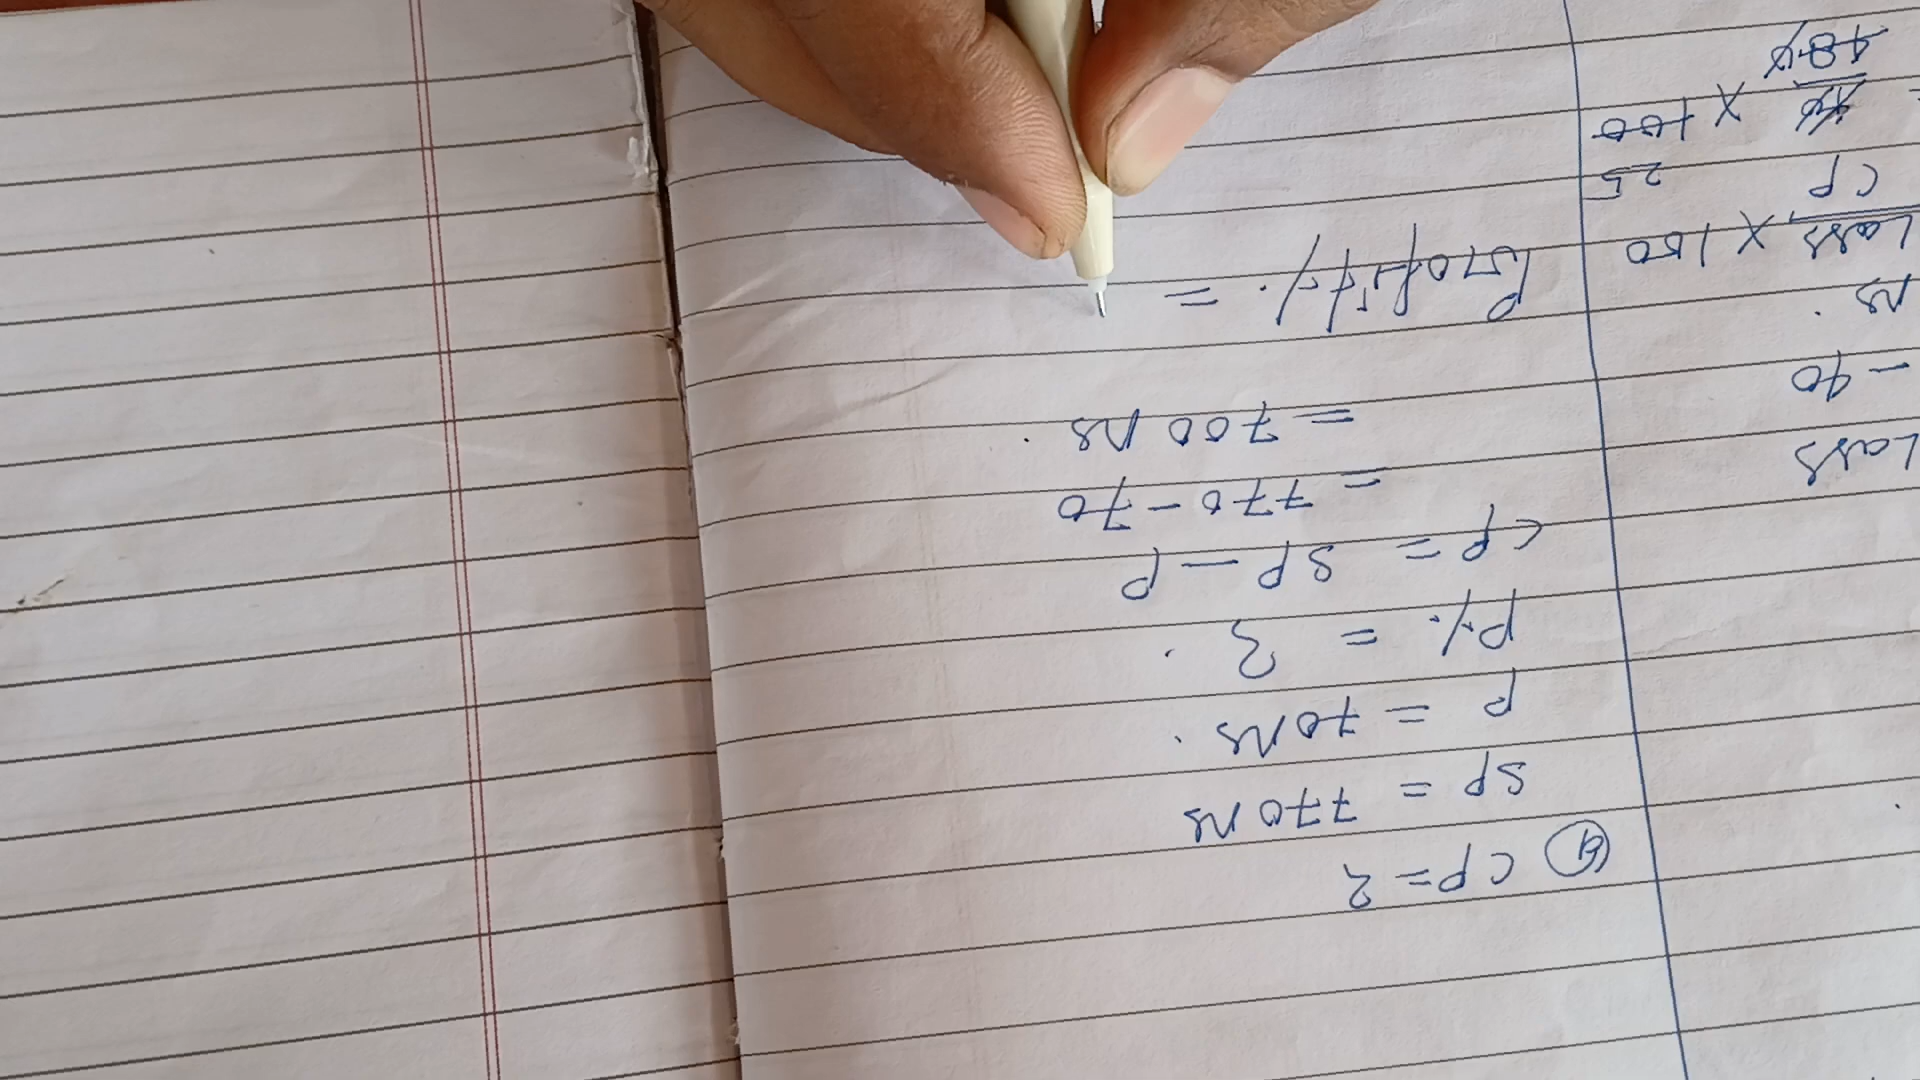 Loss
- 40
Rs.
Loss × 100
CP
25
= × 100
④ CP = ?
SP = 770 Rs
P = 70 Rs.
P% = ?.
CP = SP - P
= 770 - 70
= 700 Rs.
Profit% =